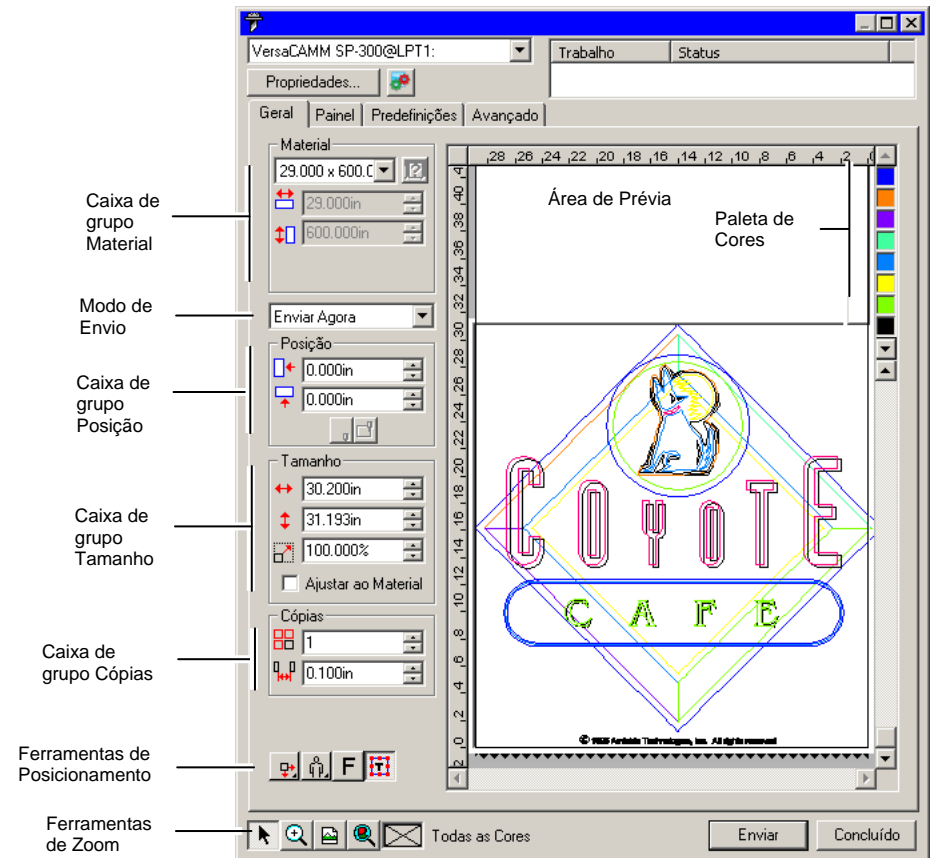 VersaCAMM SP-300@LPT1:
Trabalho Status
Propriedades...
Geral Painel Predefinições Avançado
Material
29.000 x 600.0
29.000in
600.000in
Enviar Agora
Posição
0.000in
0.000in
Tamanho
30.200in
31.193in
100.000%
Ajustar ao Material
Cópias
1
0.100in
F T
28 26 24 22 20 18 16 14 12 10 8 6 4 2 0
4
40
38
36
34
32
30
28
26
24
22
20
18
16
14
12
10
8
6
4
2
0
2
Área de Prévia
Paleta de
Cores
COYOTE
CAFE
All rights reserved
Todas as Cores
Enviar Concluído
Caixa de
grupo
Material
Modo de
Envio
Caixa de
grupo
Posição
Caixa de
grupo
Tamanho
Caixa de
grupo Cópias
Ferramentas de
Posicionamento
Ferramentas
de Zoom